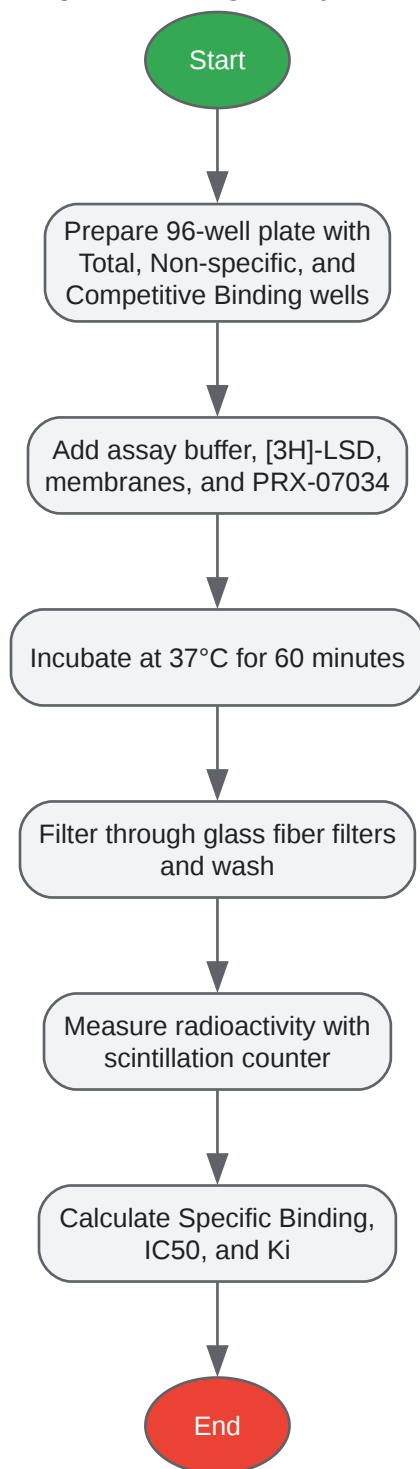 Start
Prepare 96-well plate with
Total, Non-specific, and
Competitive Binding wells
Add assay buffer, [3H]-LSD,
membranes, and PRX-07034
Incubate at 37°C for 60 minutes
Filter through glass fiber filters
and wash
Measure radioactivity with
scintillation counter
Calculate Specific Binding,
IC50, and Ki
End